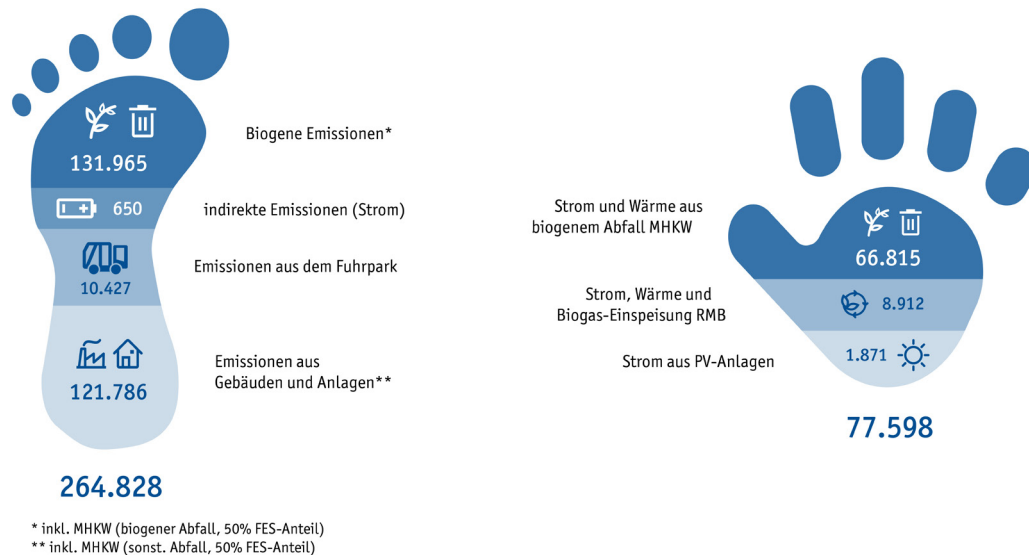 131.965
Biogene Emissionen*
650
indirekte Emissionen (Strom)
10.427
Emissionen aus dem Fuhrpark
121.786
Emissionen aus
Gebäuden und Anlagen**
264.828
* inkl. MHKW (biogener Abfall, 50% FES-Anteil)
** inkl. MHKW (sonst. Abfall, 50% FES-Anteil)
Strom und Wärme aus
biogenem Abfall MHKW
66.815
Strom, Wärme und
Biogas-Einspeisung RMB
8.912
Strom aus PV-Anlagen
1.871
77.598